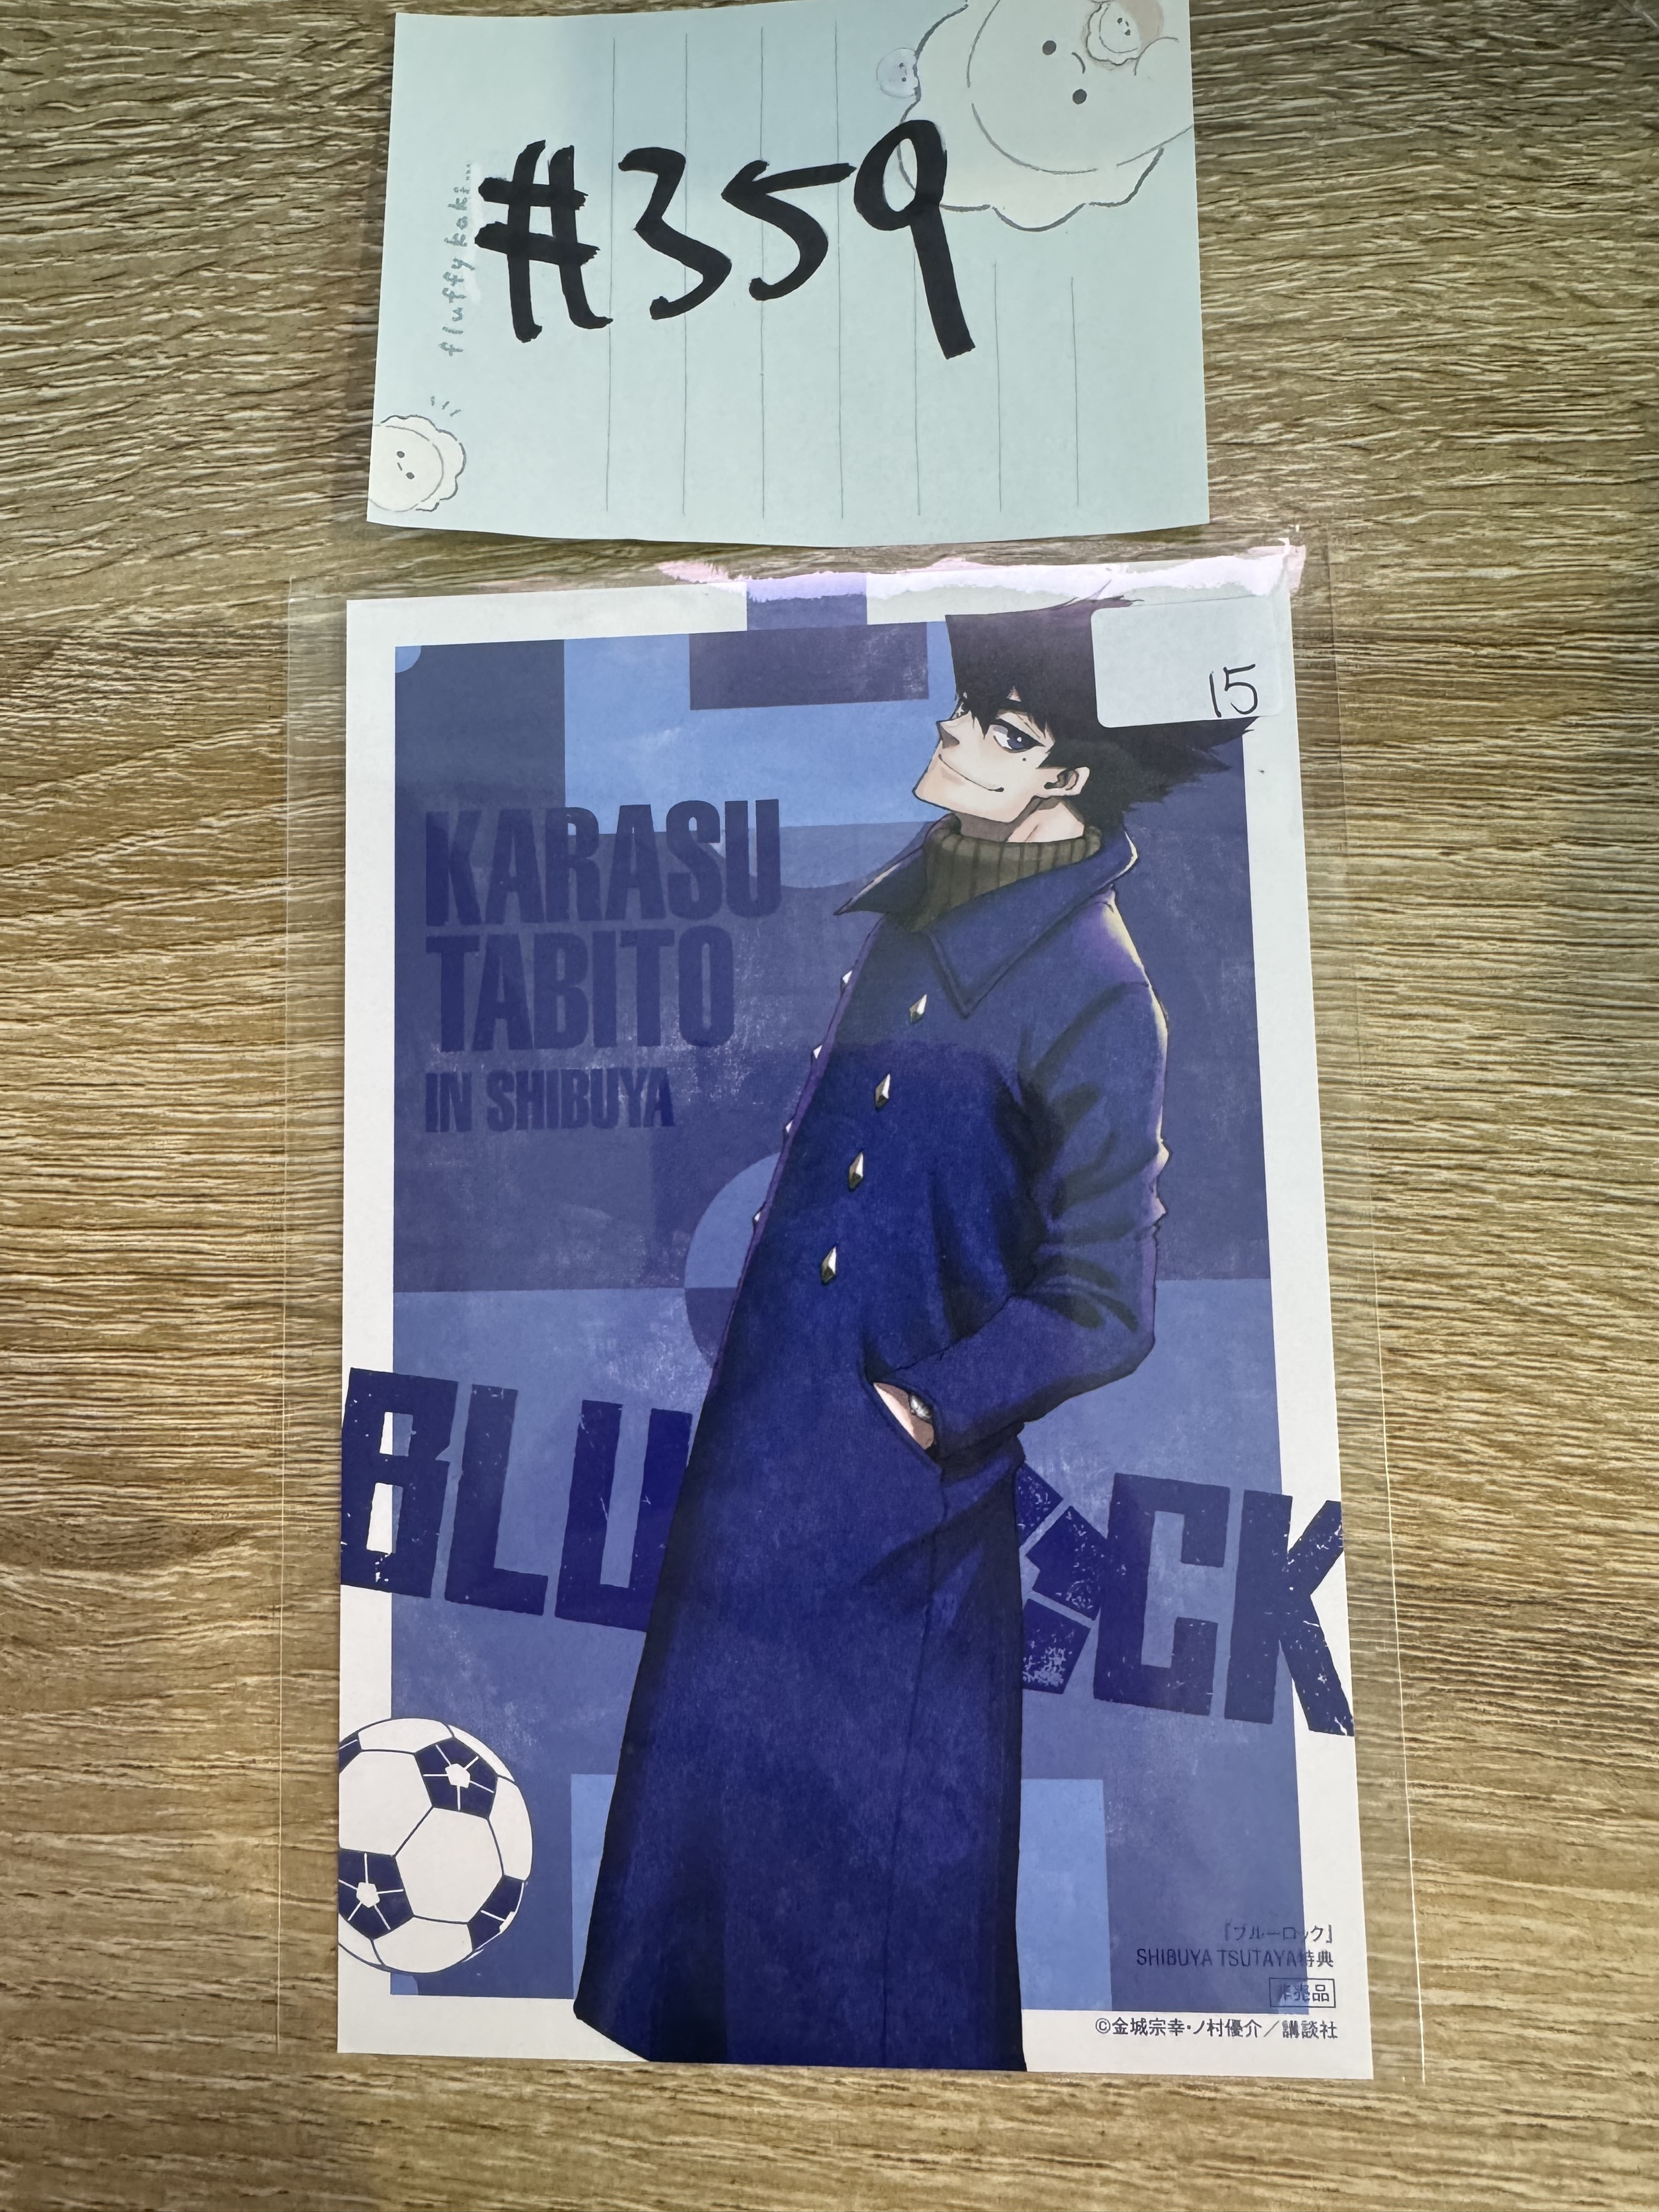 #359
fluffy kaki...
15
KARASU
TABITO
IN SHIBUYA
BLU CK
『ブルーロック』
SHIBUYA TSUTAYA特典
非売品
©金城宗幸・ノ村優介／講談社